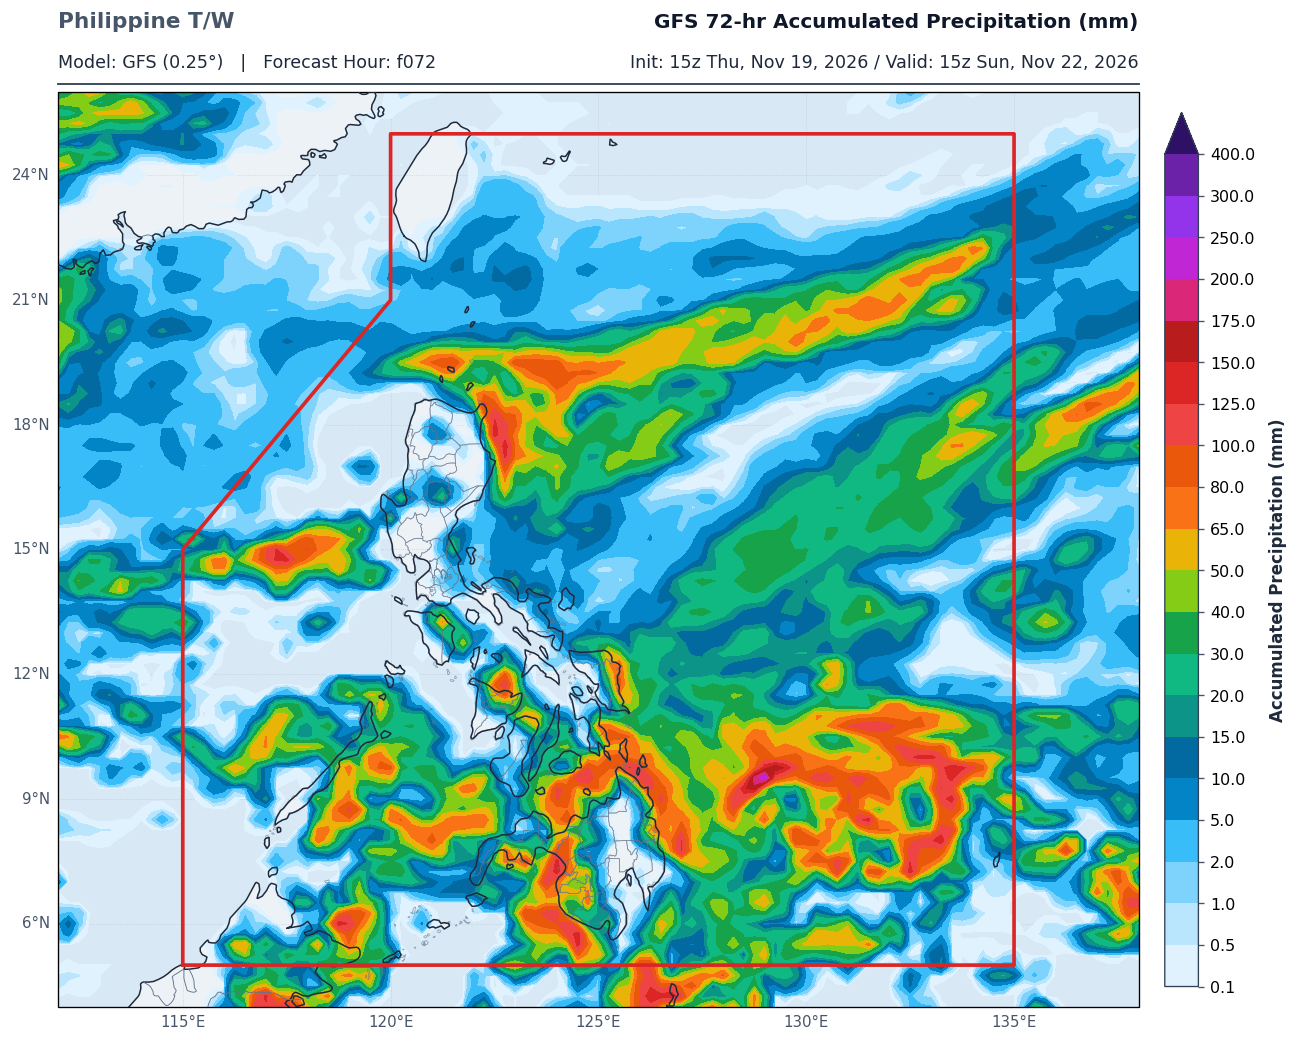 Philippine T/W
GFS 72-hr Accumulated Precipitation (mm)
Model: GFS (0.25°) | Forecast Hour: f072
Init: 15z Thu, Nov 19, 2026 / Valid: 15z Sun, Nov 22, 2026
24°N
21°N
18°N
15°N
12°N
9°N
6°N
115°E
120°E
125°E
130°E
135°E
400.0
300.0
250.0
200.0
175.0
150.0
125.0
100.0
80.0
65.0
50.0
40.0
30.0
20.0
15.0
10.0
5.0
2.0
1.0
0.5
0.1
Accumulated Precipitation (mm)